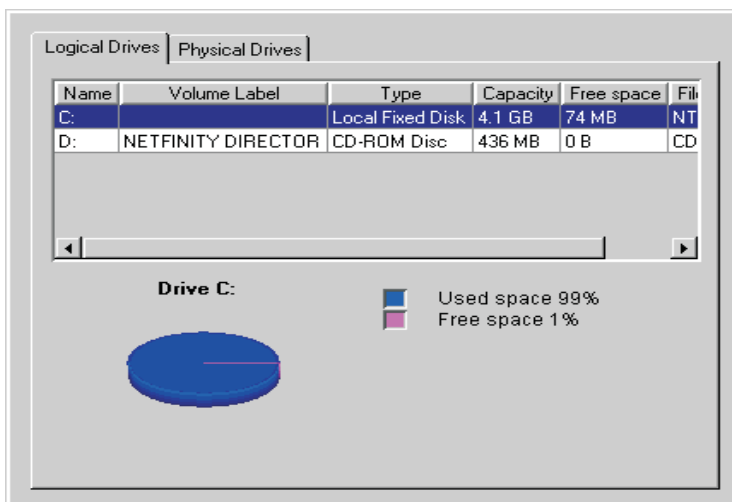 Logical Drives Physical Drives
Name Volume Label Type Capacity Free space
C: Local Fixed Disk 4.1 GB 74 MB NT
D: NETFINITY DIRECTOR CD-ROM Disc 436 MB 0 B CD
Drive C:
Used space 99%
Free space 1%